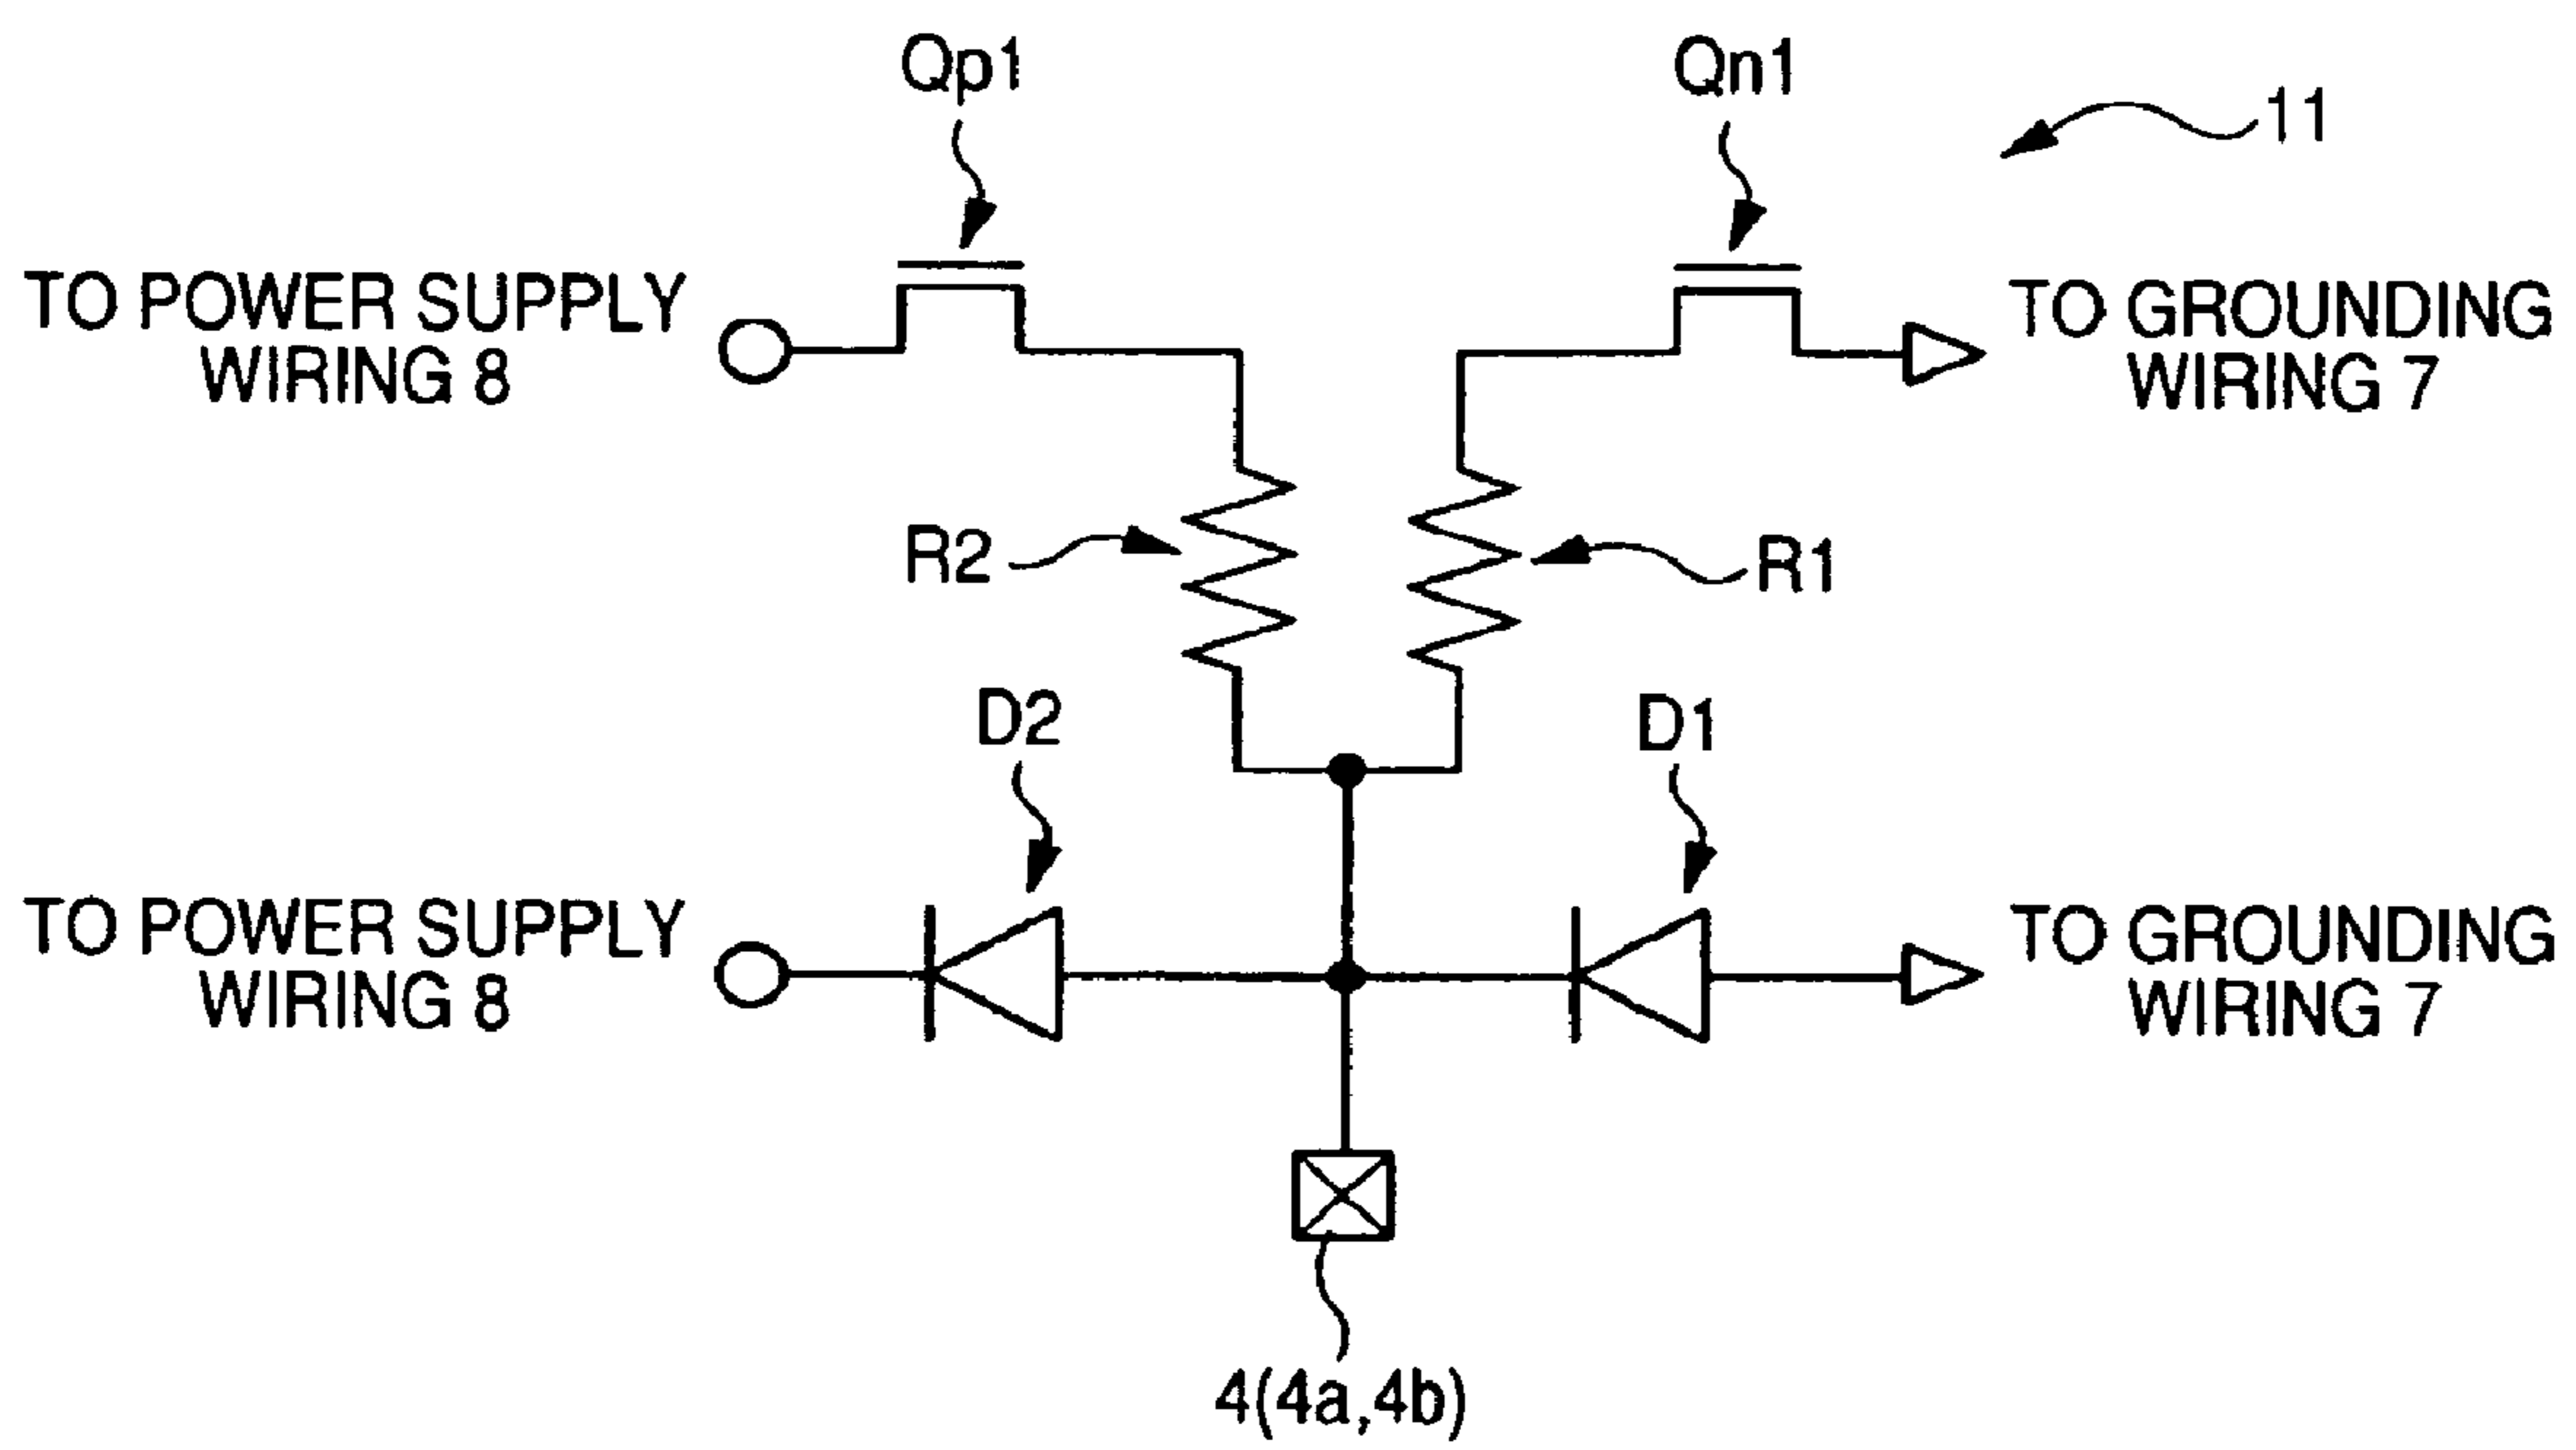 Qp1
Qn1
11
TO POWER SUPPLY
WIRING 8
TO GROUNDING
WIRING 7
R2
R1
D2
D1
TO POWER SUPPLY
WIRING 8
TO GROUNDING
WIRING 7
4(4a,4b)